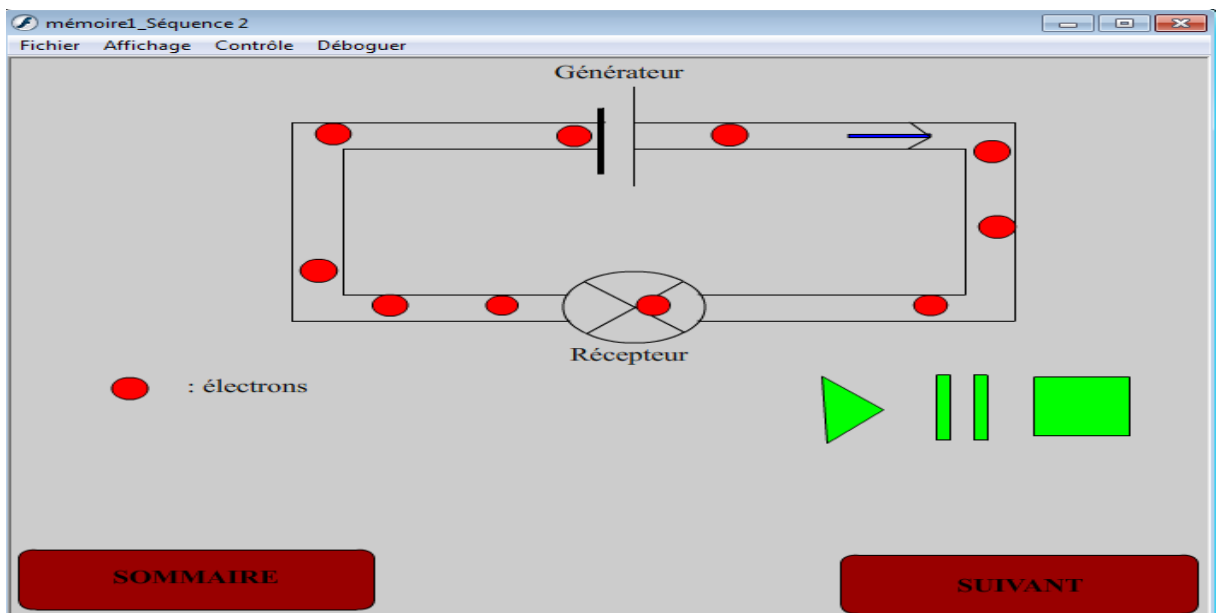 mémoire1_Séquence 2
Fichier Affichage Contrôle Déboguer
Générateur
Récepteur
: électrons
SOMMAIRE
SUIVANT